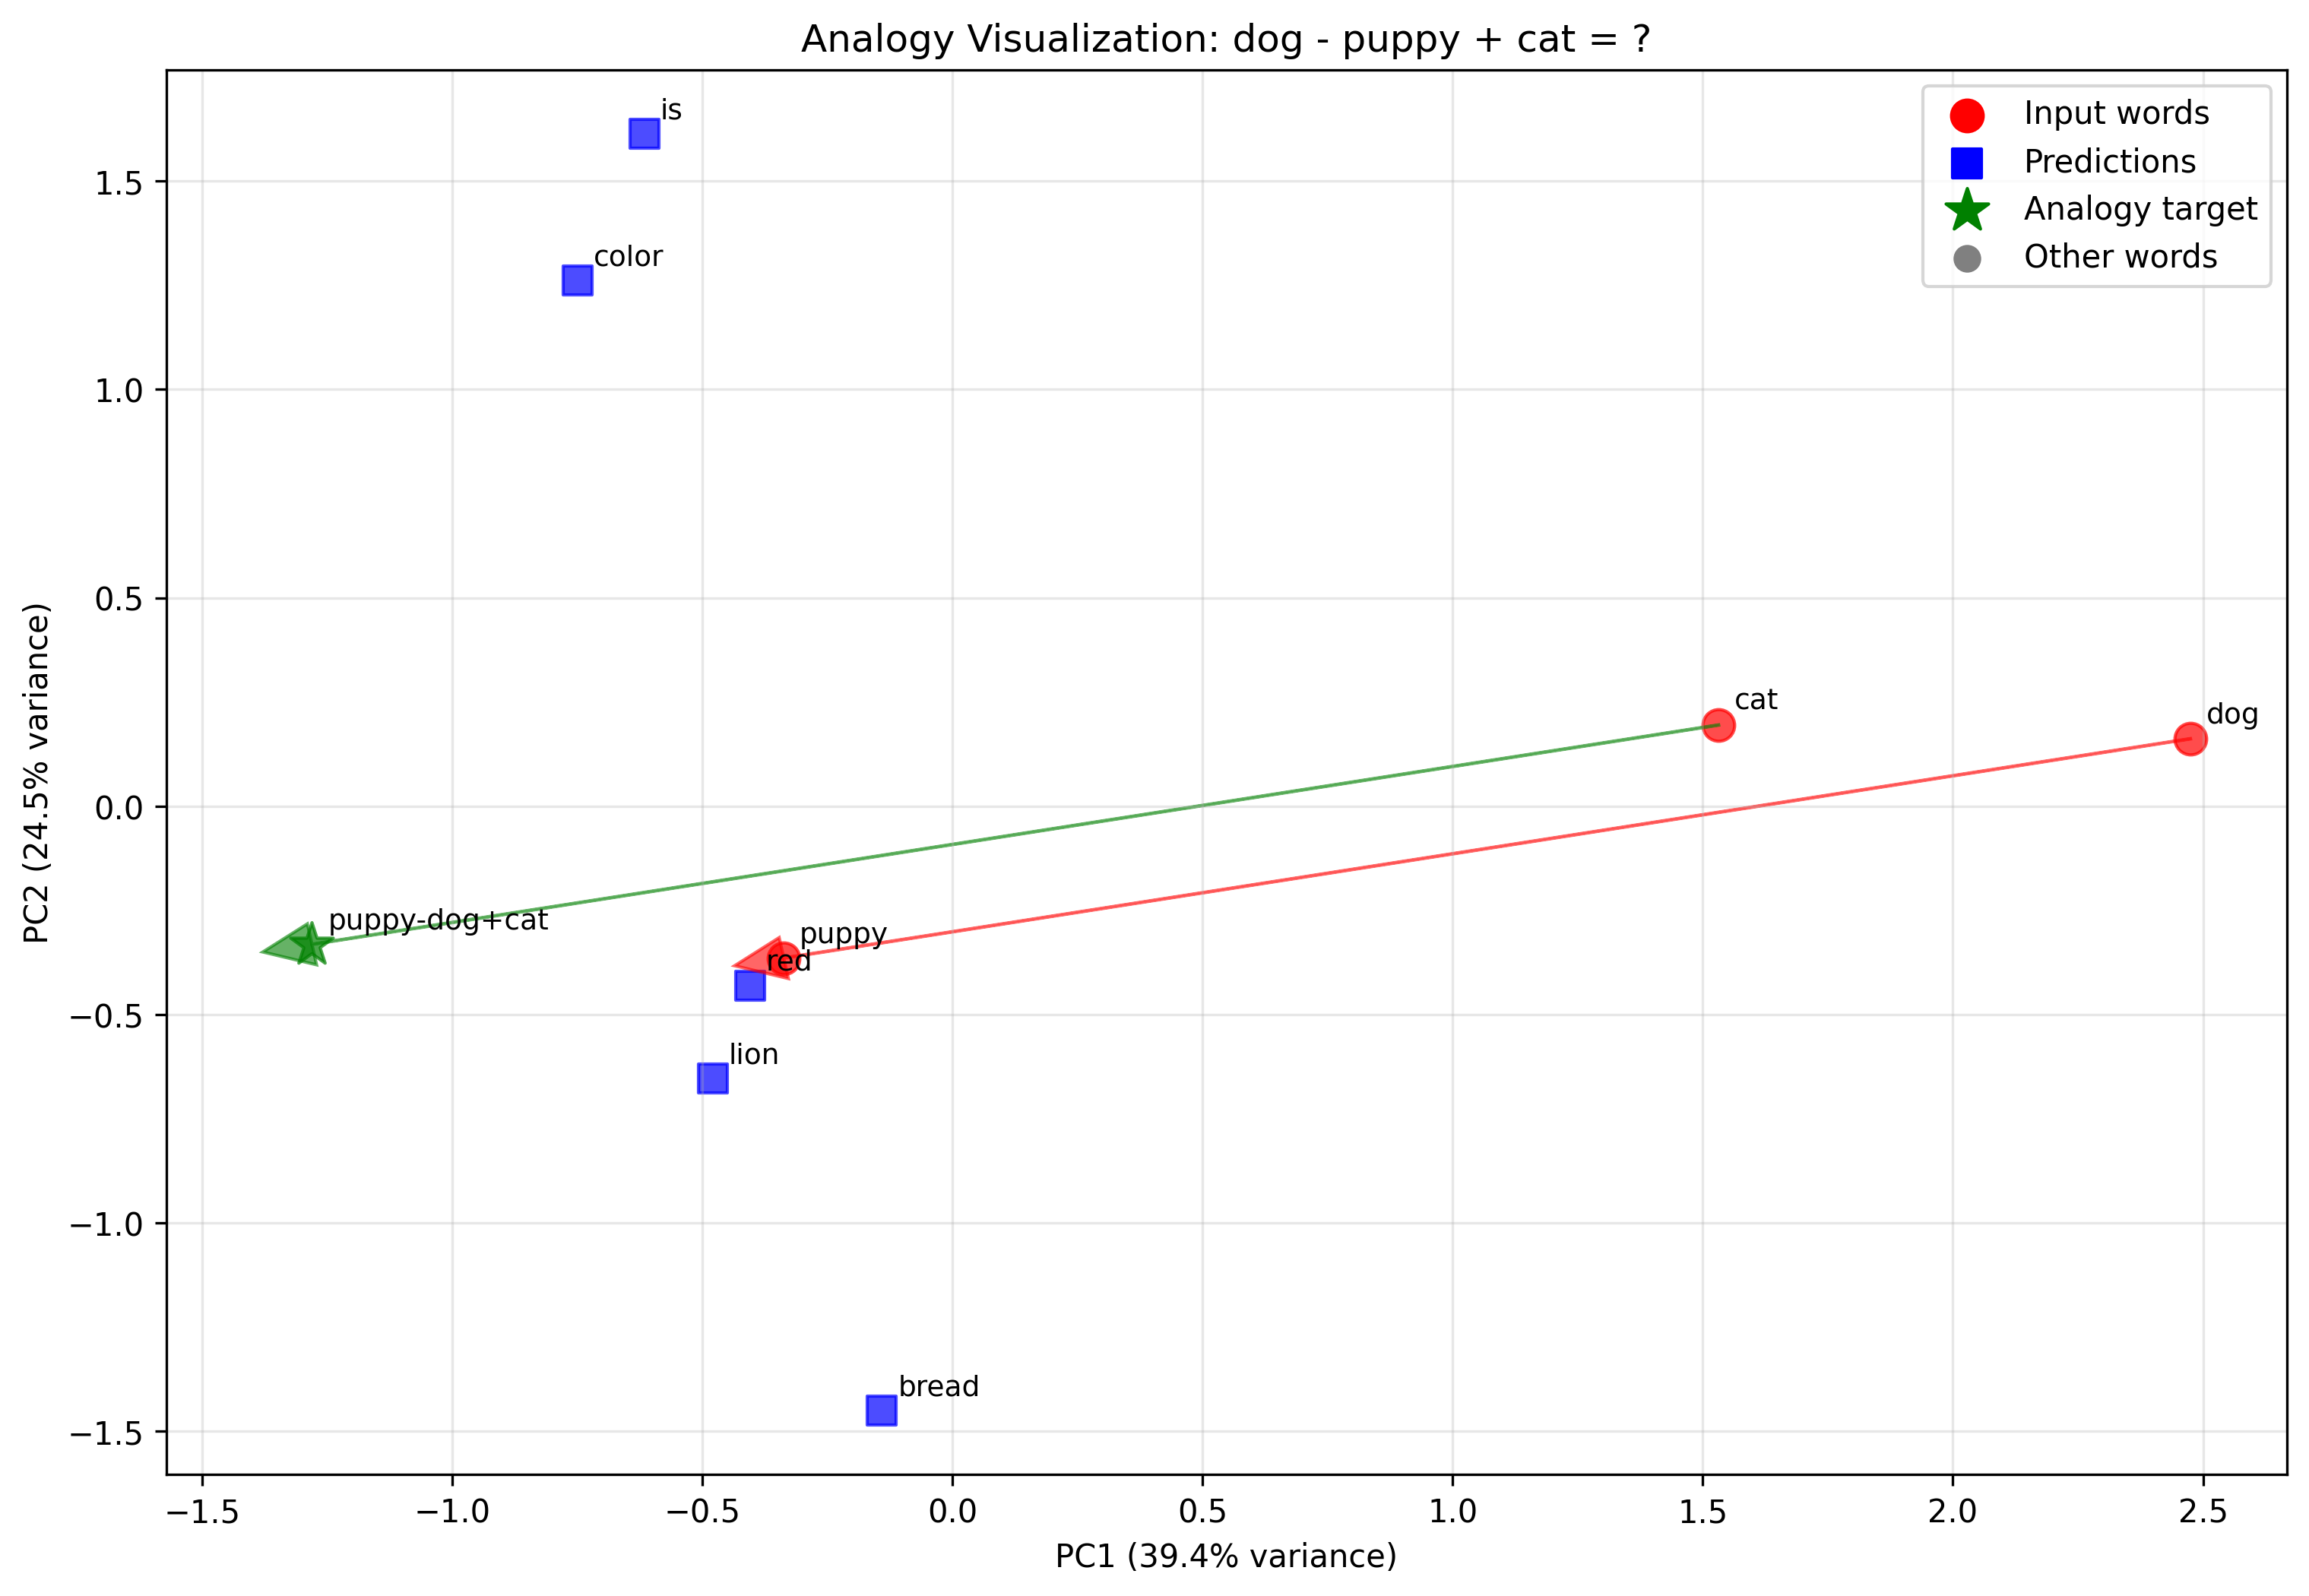 Analogy Visualization: dog - puppy + cat = ?
is
color
Input words
Predictions
Analogy target
Other words
cat
dog
puppy-dog+cat
puppy
red
lion
bread
1.5
1.0
0.5
0.0
−0.5
−1.0
−1.5
PC2 (24.5% variance)
−1.5
−1.0
−0.5
0.0
0.5
1.0
1.5
2.0
2.5
PC1 (39.4% variance)